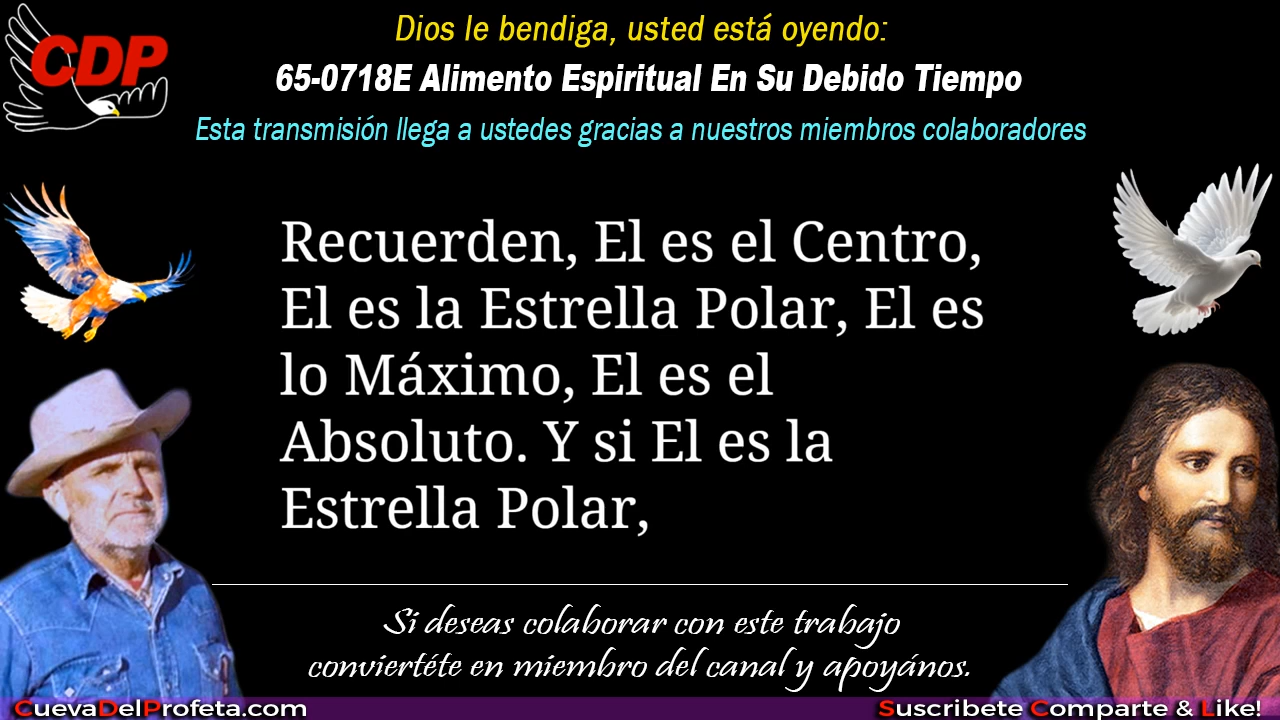 CDP
Dios le bendiga, usted está oyendo:
65-0718E Alimento Espiritual En Su Debido Tiempo
Esta transmisión llega a ustedes gracias a nuestros miembros colaboradores
Recuerden, El es el Centro,
El es la Estrella Polar, El es
lo Máximo, El es el
Absoluto. Y si El es la
Estrella Polar,
Si deseas colaborar con este trabajo
conviertéte en miembro del canal y apoyános.
CuevaDelProfeta.com
Suscribete Comparte & Like!